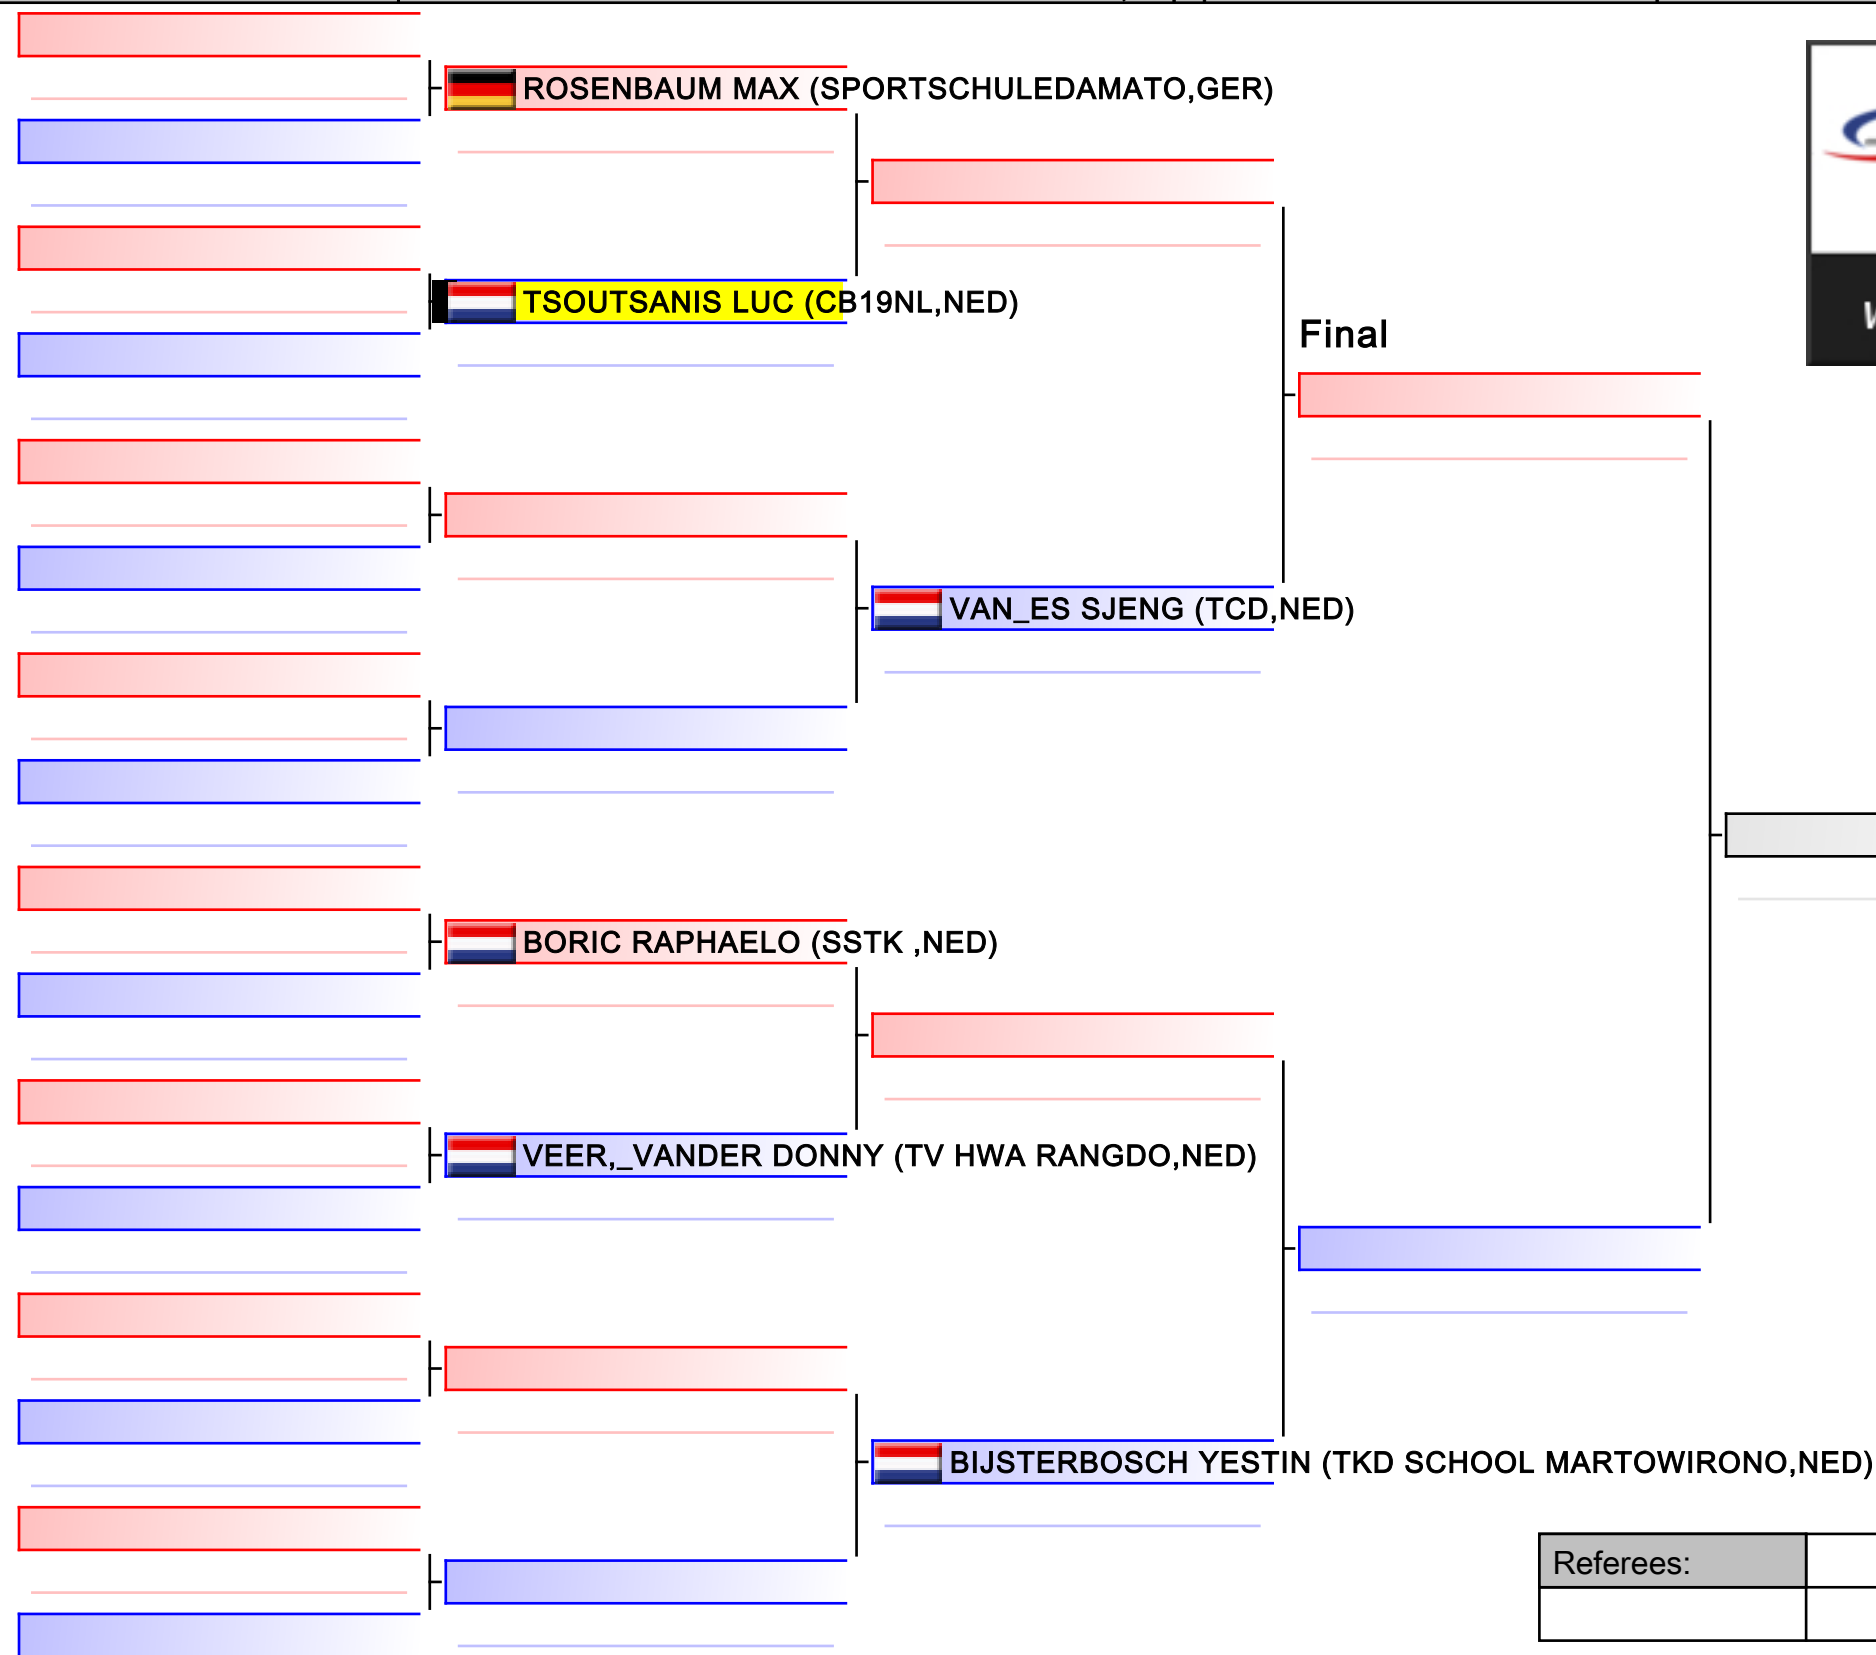 ROSENBAUM MAX (SPORTSCHULEDAMATO,GER)
TSOUTSANIS LUC (CB19NL,NED)
Final
VAN_ES SJENG (TCD,NED)
BORIC RAPHAELO (SSTK ,NED)
VEER,_VANDER DONNY (TV HWA RANGDO,NED)
BIJSTERBOSCH YESTIN (TKD SCHOOL MARTOWIRONO,NED)
Referees: